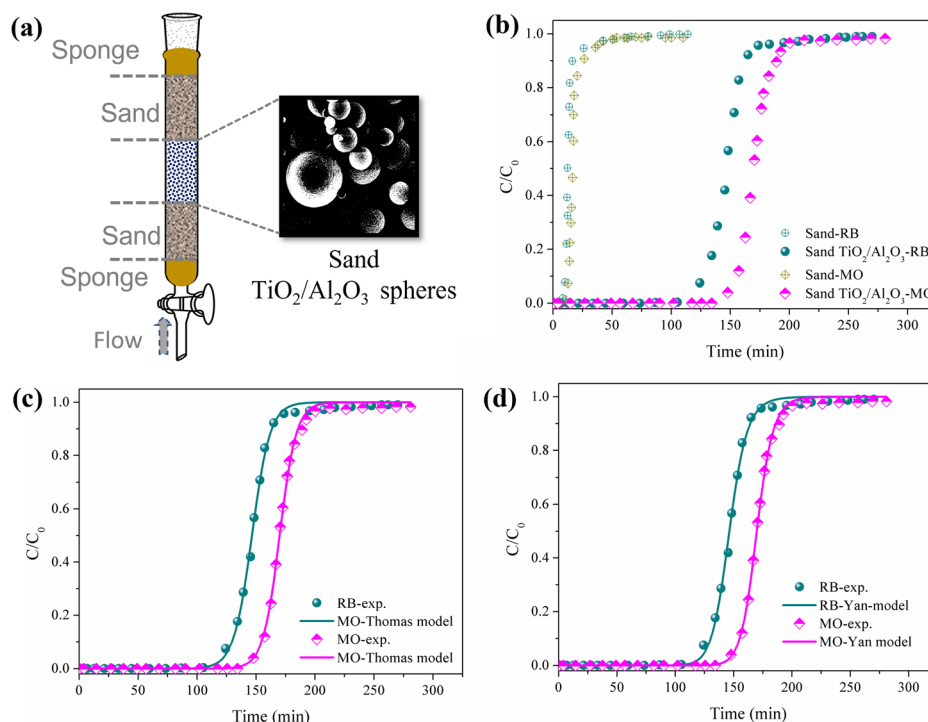 (a)
Sponge
Sand
Sand
Sponge
Flow
Sand
TiO₂/Al₂O₃ spheres
(b)
C/C₀
1.0
0.8
0.6
0.4
0.2
0.0
Sand-RB
Sand TiO₂/Al₂O₃-RB
Sand-MO
Sand TiO₂/Al₂O₃-MO
0 50 100 150 200 250 300
Time (min)
(c)
C/C₀
1.0
0.8
0.6
0.4
0.2
0.0
RB-exp.
MO-Thomas model
MO-exp.
MO-Thomas model
0 50 100 150 200 250 300
Time (min)
(d)
C/C₀
1.0
0.8
0.6
0.4
0.2
0.0
RB-exp.
RB-Yan-model
MO-exp.
MO-Yan model
0 50 100 150 200 250 300
Time (min)